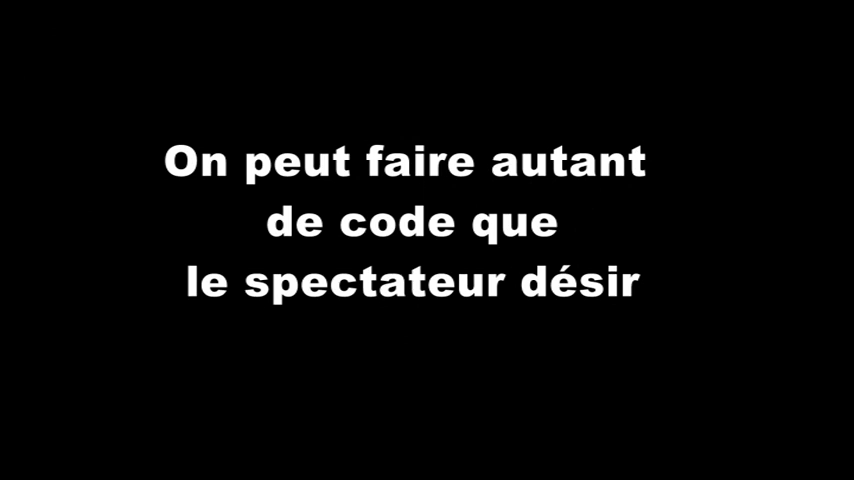 On peut faire autant
de code que
le spectateur désir